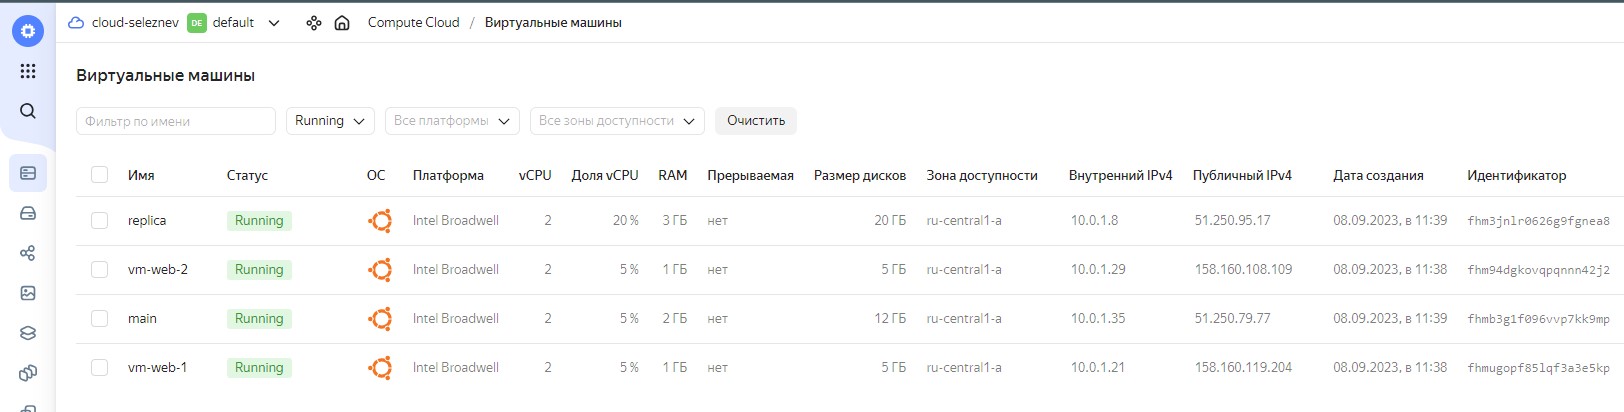 cloud-seleznev DE default Compute Cloud / Виртуальные машины
Виртуальные машины
Фильтр по имени Running Все платформы Все зоны доступности Очистить
Имя Статус ОС Платформа vCPU Доля vCPU RAM Прерываемая Размер дисков Зона доступности Внутренний IPv4 Публичный IPv4 Дата создания Идентификатор
replica Running Intel Broadwell 2 20 % 3 ГБ нет 20 ГБ ru-central1-a 10.0.1.8 51.250.95.17 08.09.2023, в 11:39 fhm3jnlr0626g9fgnea8
vm-web-2 Running Intel Broadwell 2 5 % 1 ГБ нет 5 ГБ ru-central1-a 10.0.1.29 158.160.108.109 08.09.2023, в 11:38 fhm94dgkovqpqnnn42j2
main Running Intel Broadwell 2 5 % 2 ГБ нет 12 ГБ ru-central1-a 10.0.1.35 51.250.79.77 08.09.2023, в 11:39 fhmb3g1f096vvp7kk9mp
vm-web-1 Running Intel Broadwell 2 5 % 1 ГБ нет 5 ГБ ru-central1-a 10.0.1.21 158.160.119.204 08.09.2023, в 11:38 fhmugopf85lqf3a3e5kp